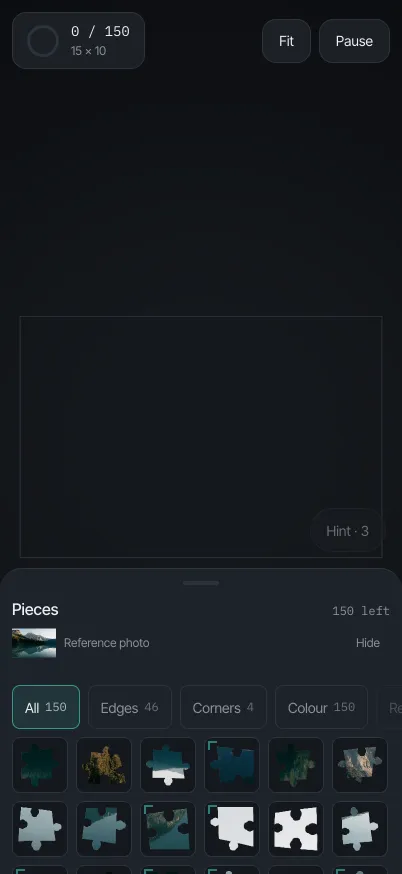 0 / 150
15 × 10
Fit
Pause
Hint · 3
Pieces
150 left
Reference photo
Hide
All 150
Edges 46
Corners 4
Colour 150